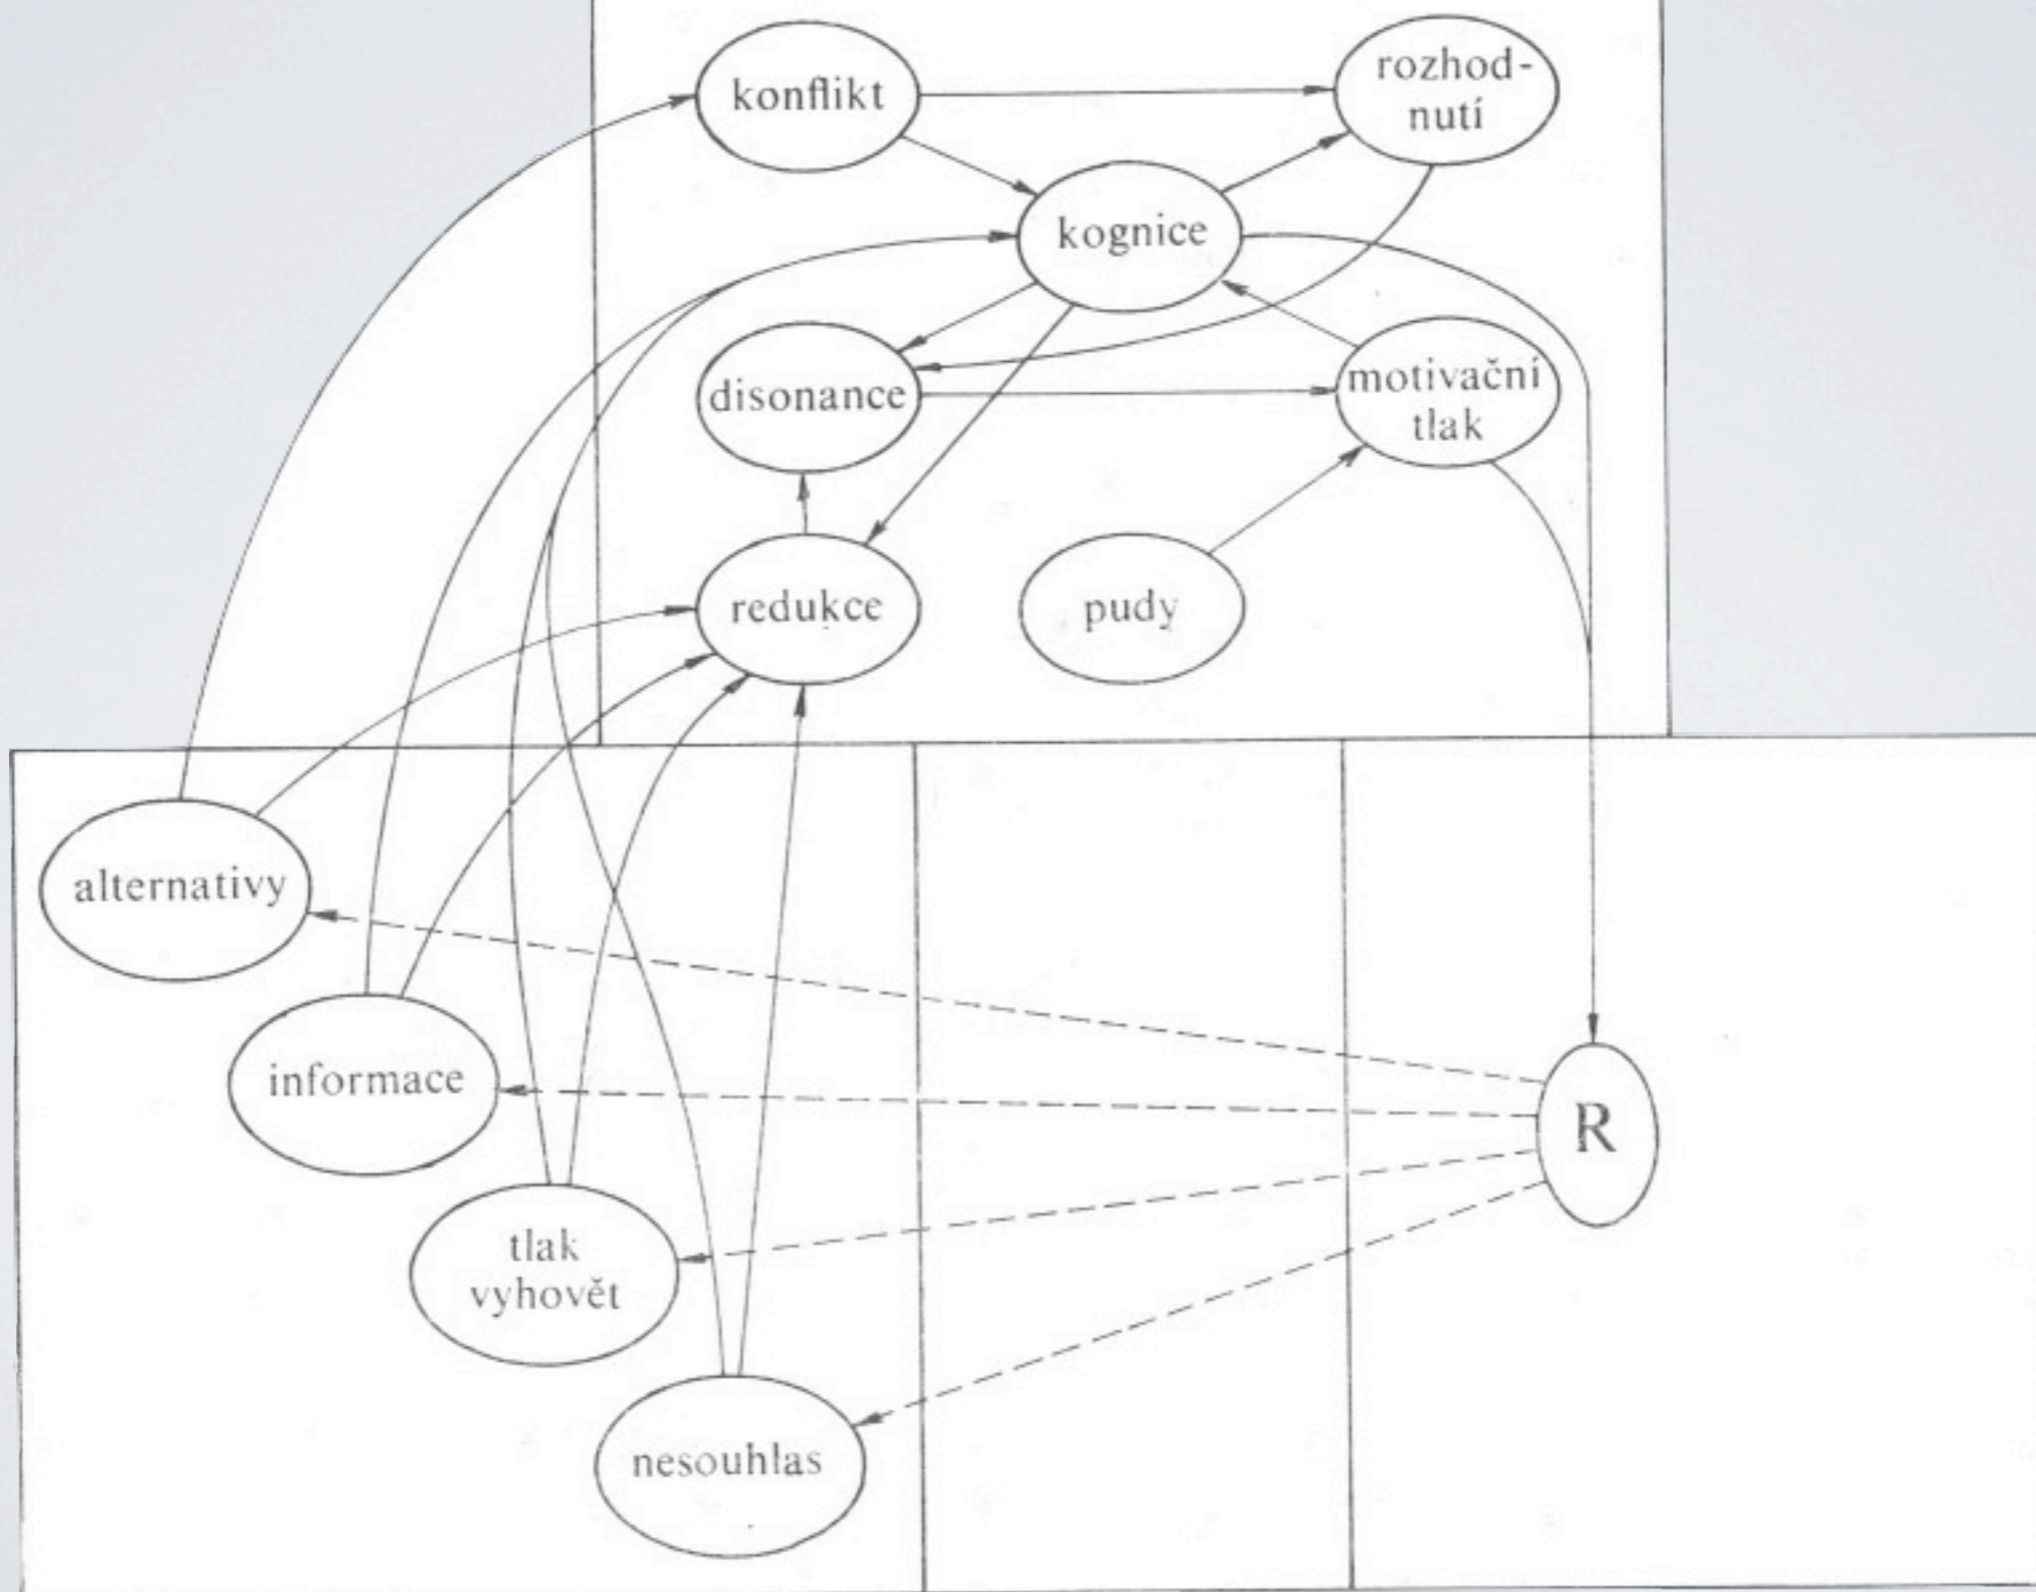 konflikt
rozhod-
nutí
kognice
disonance
motivační
tlak
redukce
pudy
alternativy
informace
R
tlak
vyhovět
nesouhlas